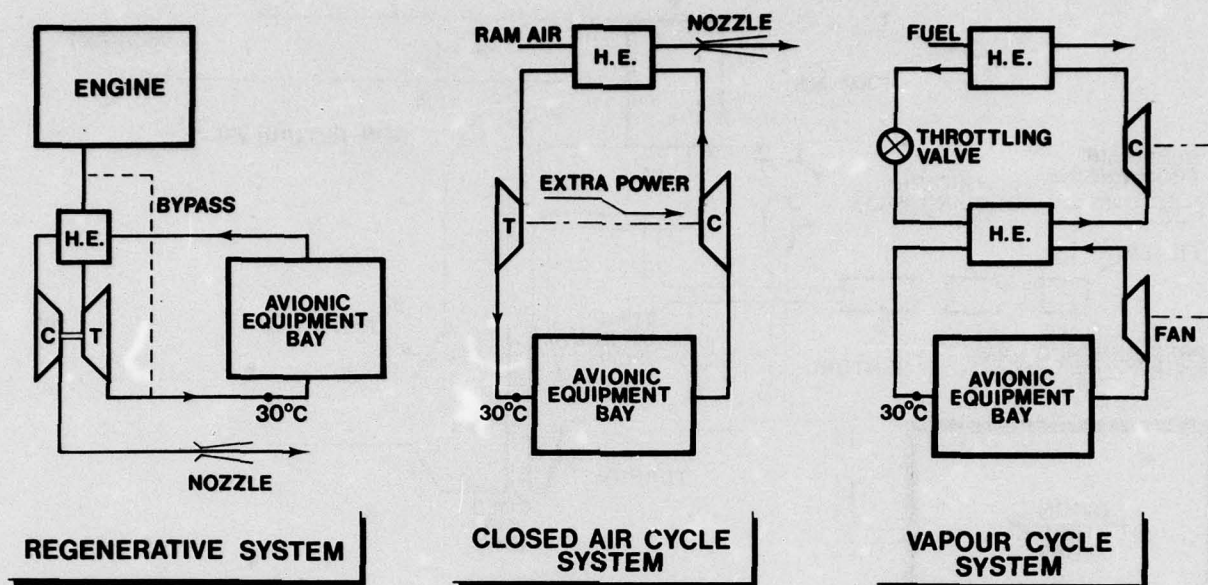 ENGINE
BYPASS
H.E.
C
T
AVIONIC
EQUIPMENT
BAY
30°C
NOZZLE
REGENERATIVE SYSTEM
RAM AIR
NOZZLE
H.E.
EXTRA POWER
T
C
30°C
AVIONIC
EQUIPMENT
BAY
CLOSED AIR CYCLE
SYSTEM
FUEL
H.E.
THROTTLING
VALVE
C
H.E.
FAN
30°C
AVIONIC
EQUIPMENT
BAY
VAPOUR CYCLE
SYSTEM